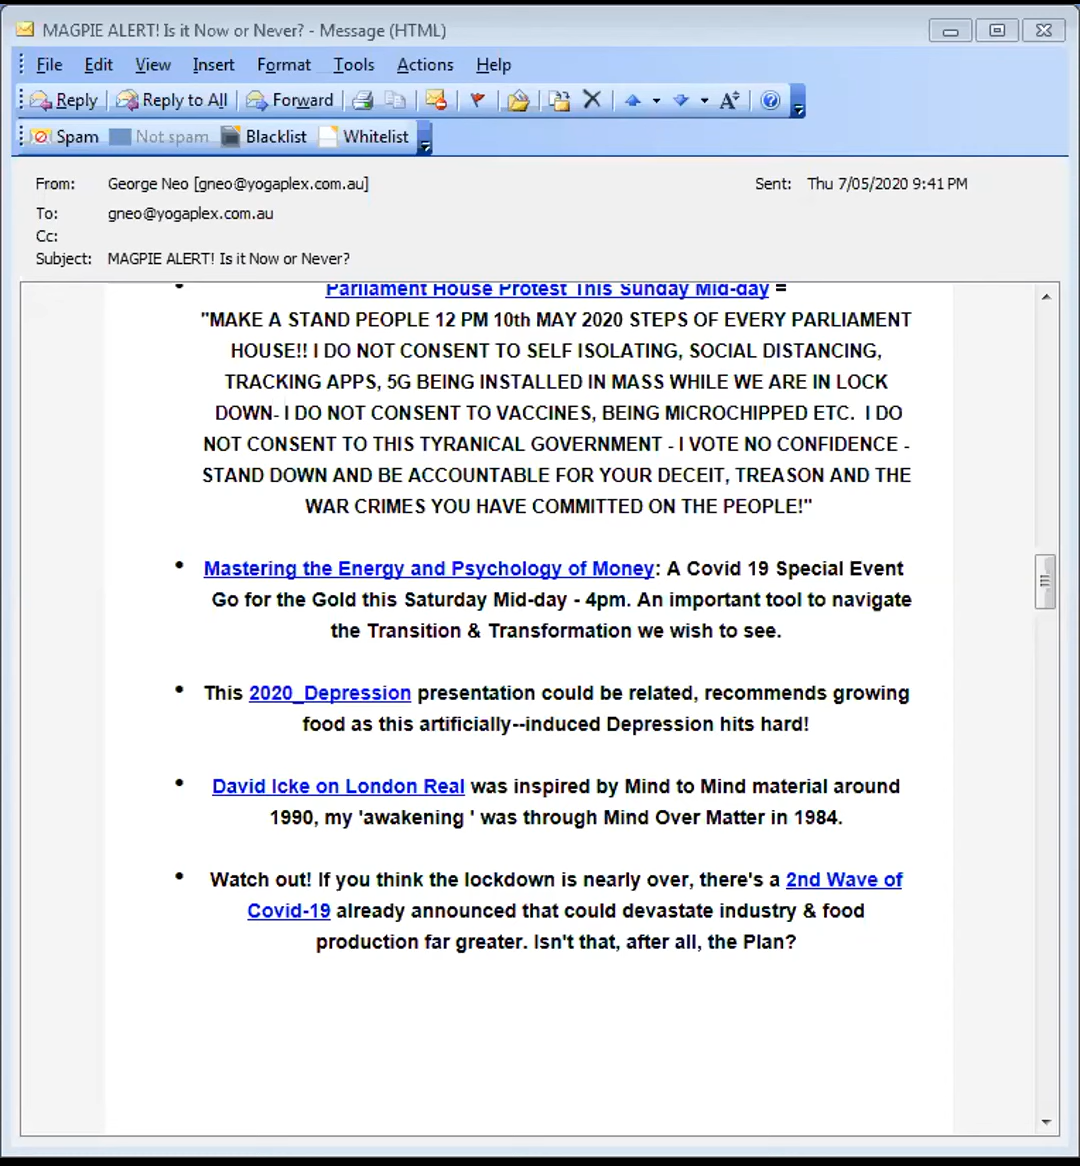 MAGPIE ALERT! Is it Now or Never? - Message (HTML)
File Edit View Insert Format Tools Actions Help
Reply Reply to All Forward
Spam Not spam Blacklist Whitelist
From: George Neo [gneo@yogaplex.com.au] Sent: Thu 7/05/2020 9:41 PM
To: gneo@yogaplex.com.au
Cc:
Subject: MAGPIE ALERT! Is it Now or Never?
• Parliament House Protest This Sunday Mid-day =
"MAKE A STAND PEOPLE 12 PM 10th MAY 2020 STEPS OF EVERY PARLIAMENT
HOUSE!! I DO NOT CONSENT TO SELF ISOLATING, SOCIAL DISTANCING,
TRACKING APPS, 5G BEING INSTALLED IN MASS WHILE WE ARE IN LOCK
DOWN- I DO NOT CONSENT TO VACCINES, BEING MICROCHIPPED ETC. I DO
NOT CONSENT TO THIS TYRANICAL GOVERNMENT - I VOTE NO CONFIDENCE -
STAND DOWN AND BE ACCOUNTABLE FOR YOUR DECEIT, TREASON AND THE
WAR CRIMES YOU HAVE COMMITTED ON THE PEOPLE!"
• Mastering the Energy and Psychology of Money: A Covid 19 Special Event
Go for the Gold this Saturday Mid-day - 4pm. An important tool to navigate
the Transition & Transformation we wish to see.
• This 2020_Depression presentation could be related, recommends growing
food as this artificially--induced Depression hits hard!
• David Icke on London Real was inspired by Mind to Mind material around
1990, my 'awakening ' was through Mind Over Matter in 1984.
• Watch out! If you think the lockdown is nearly over, there's a 2nd Wave of
Covid-19 already announced that could devastate industry & food
production far greater. Isn't that, after all, the Plan?